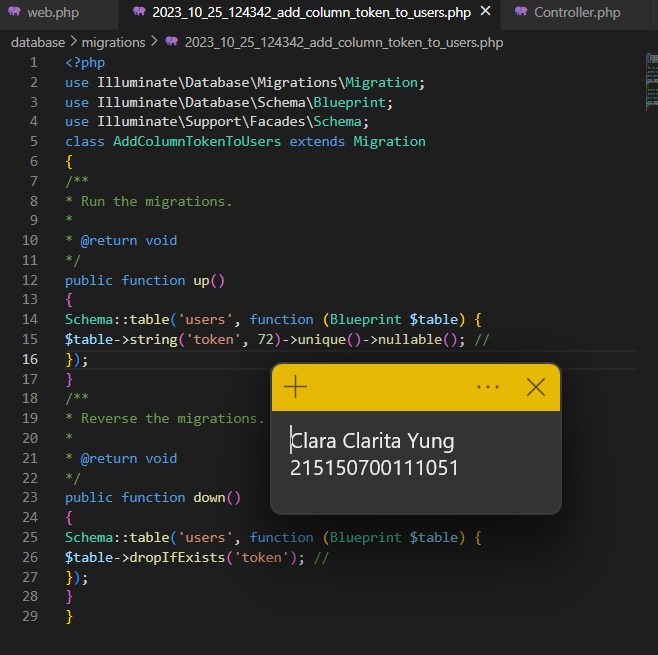 web.php
2023_10_25_124342_add_column_token_to_users.php
Controller.php
database > migrations > 2023_10_25_124342_add_column_token_to_users.php
1 <?php
2 use Illuminate\Database\Migrations\Migration;
3 use Illuminate\Database\Schema\Blueprint;
4 use Illuminate\Support\Facades\Schema;
5 class AddColumnTokenToUsers extends Migration
6 {
7 /**
8 * Run the migrations.
9 *
10 * @return void
11 */
12 public function up()
13 {
14 Schema::table('users', function (Blueprint $table) {
15 $table->string('token', 72)->unique()->nullable(); //
16 });
17 }
18 /**
19 * Reverse the migrations.
20 *
21 * @return void
22 */
23 public function down()
24 {
25 Schema::table('users', function (Blueprint $table) {
26 $table->dropIfExists('token'); //
27 });
28 }
29 }
Clara Clarita Yung
215150700111051